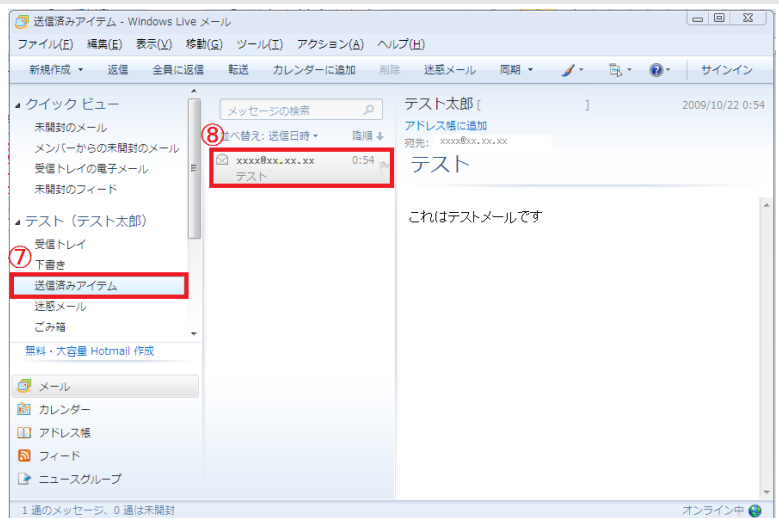 送信済みアイテム - Windows Live メール
ファイル(F) 編集(E) 表示(V) 移動(G) ツール(T) アクション(A) ヘルプ(H)
新規作成 返信 全員に返信 転送 カレンダーに追加 削除 迷惑メール 同期 サインイン
クイック ビュー
未開封のメール
メンバーからの未開封のメール
受信トレイの電子メール
未開封のフィード
テスト（テスト太郎）
受信トレイ
⑦
下書き
送信済みアイテム
迷惑メール
ごみ箱
無料・大容量 Hotmail 作成
メール
カレンダー
アドレス帳
フィード
ニュースグループ
メッセージの検索
⑧
並べ替え: 送信日時 降順
xxxx@xx.xx.xx 0:54
テスト
テスト太郎 [ ] 2009/10/22 0:54
アドレス帳に追加
宛先: xxxx@xx.xx.xx
テスト
これはテストメールです
1 通のメッセージ、0 通は未開封 オンライン中